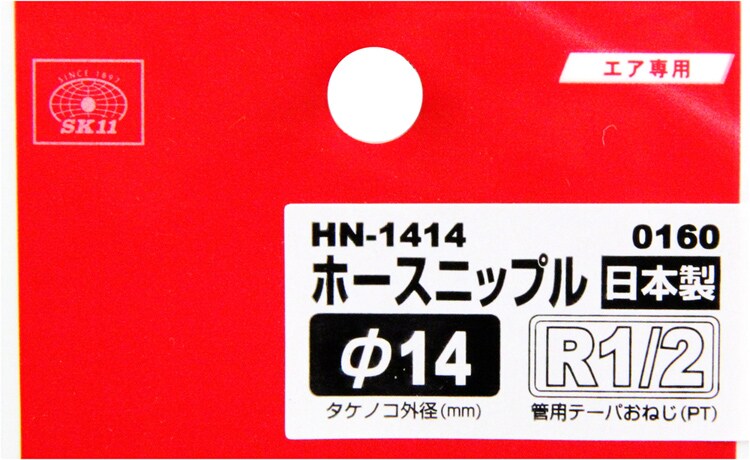 SINCE 1897
SK11
エア専用
HN-1414 0160
ホースニップル 日本製
φ14 R1/2
タケノコ外径(mm) 管用テーパおねじ(PT)